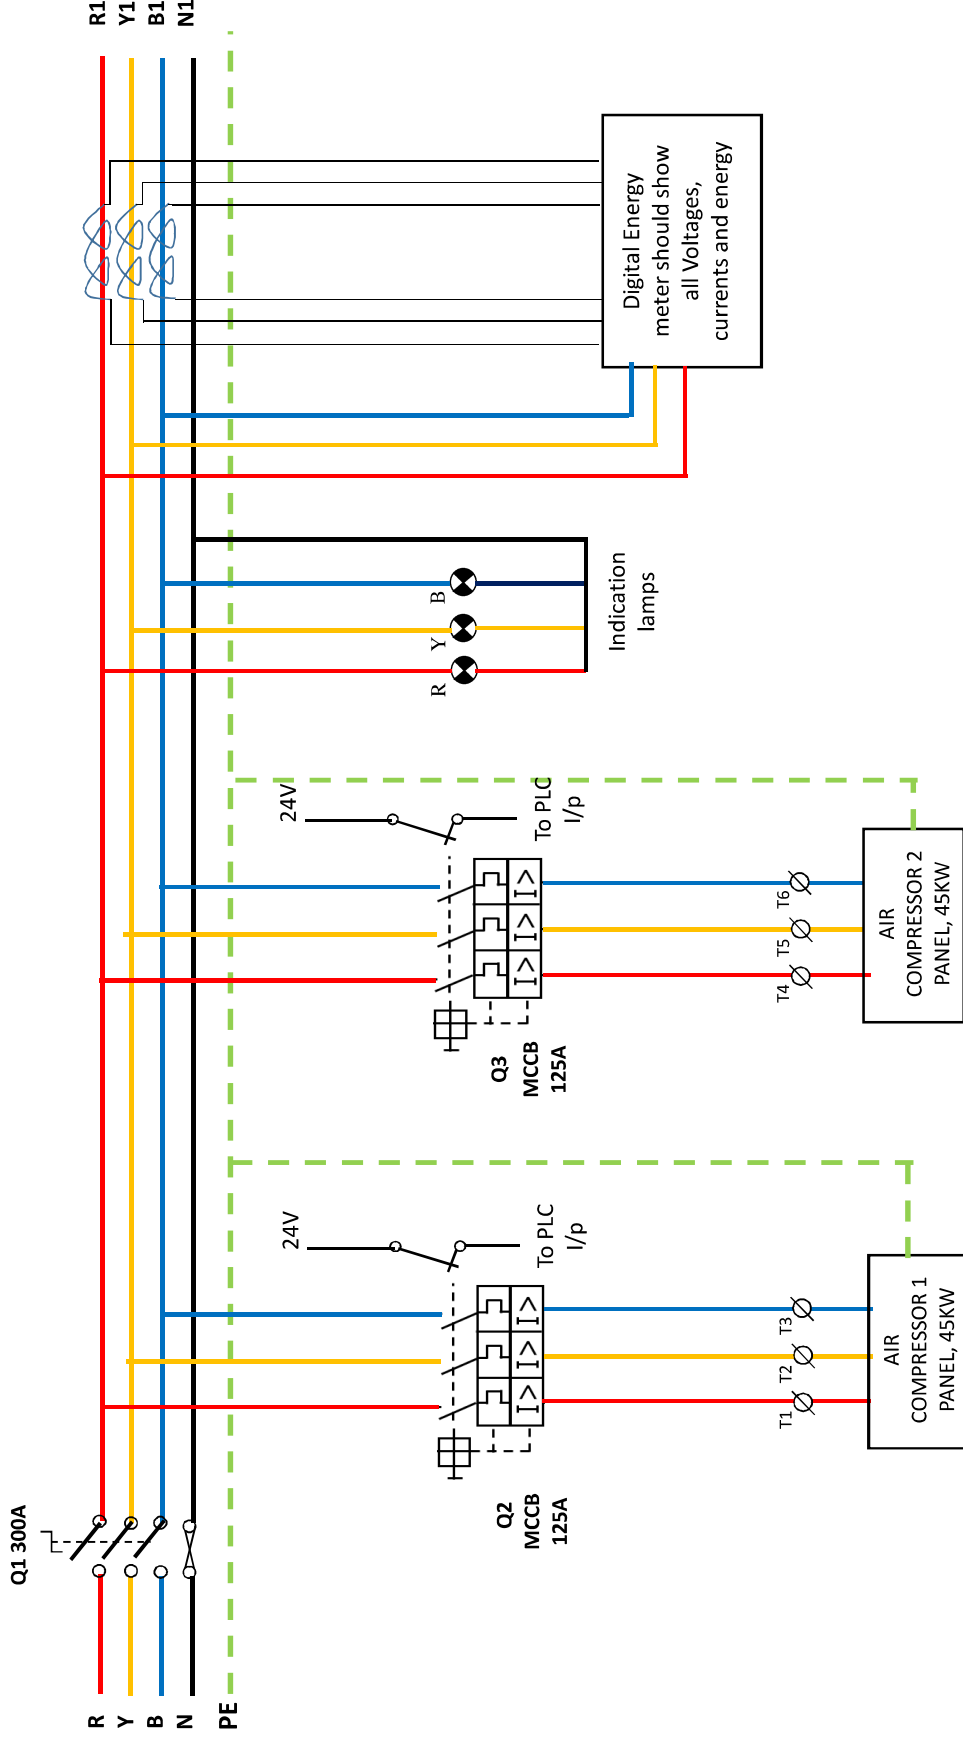 Q1 300A
R
Y
B
N
PE
Q2
MCCB
125A
24V
To PLC
I/p
I>
I>
I>
T1
T2
T3
AIR
COMPRESSOR 1
PANEL, 45KW
Q3
MCCB
125A
24V
To PLC
I/p
I>
I>
I>
T4
T5
T6
AIR
COMPRESSOR 2
PANEL, 45KW
R
Y
B
Indication
lamps
Digital Energy
meter should show
all Voltages,
currents and energy
R1
Y1
B1
N1